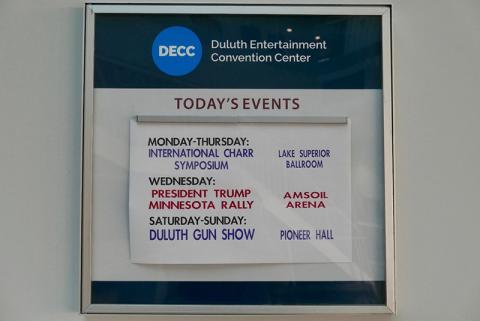 DECC
Duluth Entertainment
Convention Center
TODAY'S EVENTS
MONDAY-THURSDAY:
INTERNATIONAL CHARR LAKE SUPERIOR
SYMPOSIUM BALLROOM
WEDNESDAY:
PRESIDENT TRUMP AMSOIL
MINNESOTA RALLY ARENA
SATURDAY-SUNDAY:
DULUTH GUN SHOW PIONEER HALL